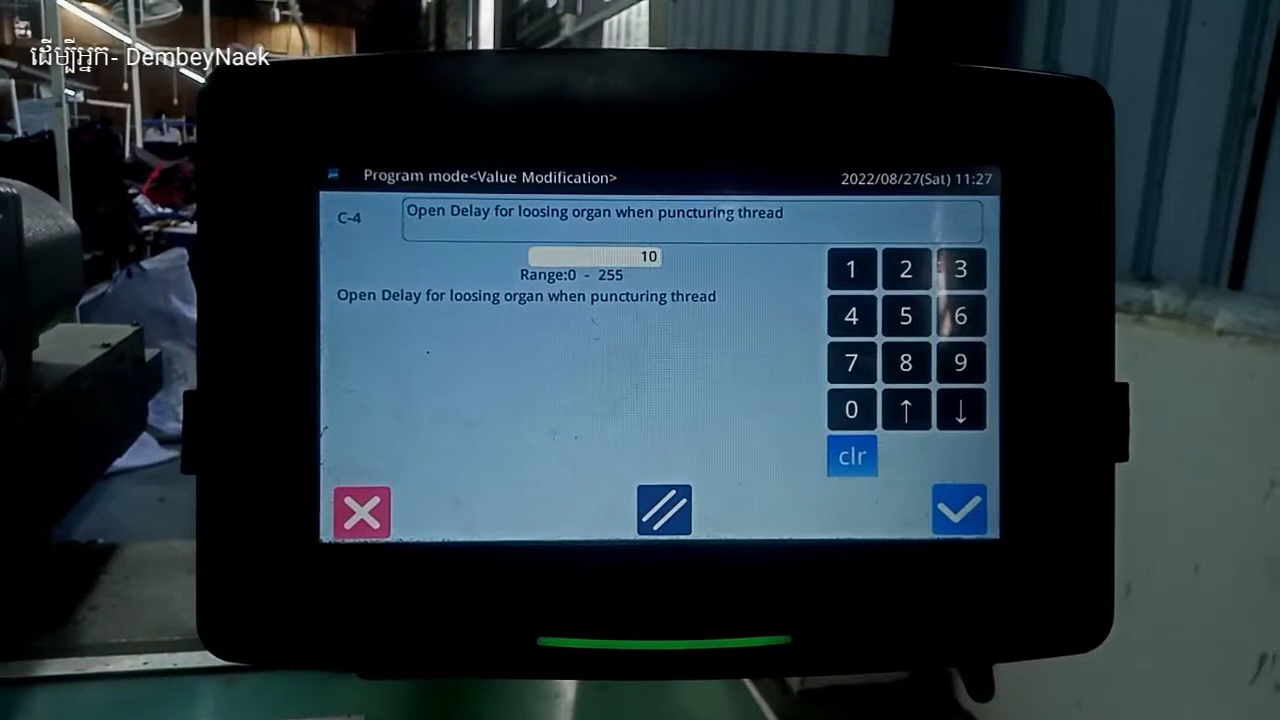 ដើម្បីអ្នក- DembeyNaek
Program mode<Value Modification>
2022/08/27(Sat) 11:27
C-4
Open Delay for loosing organ when puncturing thread
10
Range:0 - 255
Open Delay for loosing organ when puncturing thread
1 2 3
4 5 6
7 8 9
0 ↑ ↓
clr